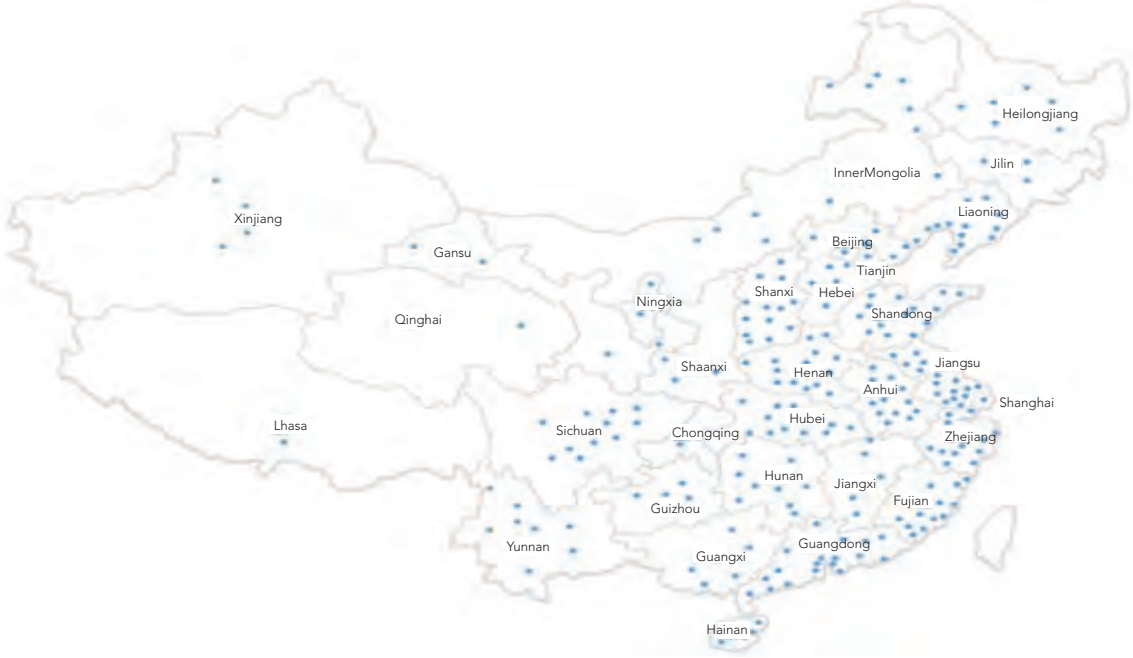 Heilongjiang
Jilin
InnerMongolia
Liaoning
Xinjiang
Beijing
Gansu
Tianjin
Shanxi
Hebei
Ningxia
Qinghai
Shandong
Jiangsu
Shaanxi
Henan
Anhui
Shanghai
Lhasa
Hubei
Sichuan
Chongqing
Zhejiang
Hunan
Jiangxi
Fujian
Guizhou
Yunnan
Guangdong
Guangxi
Hainan